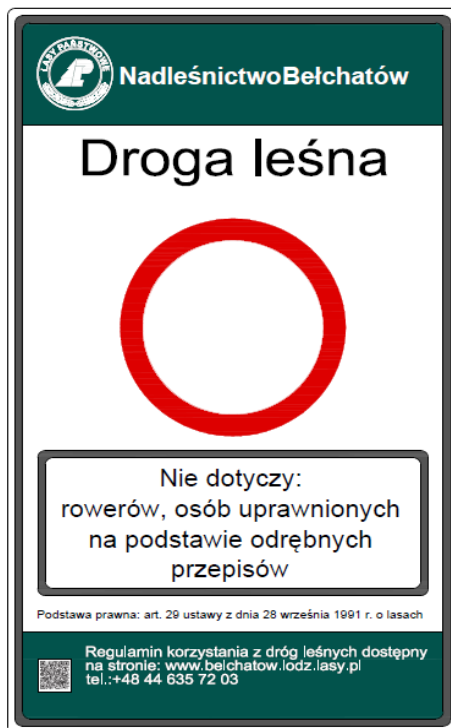 LASY PAŃSTWOWE
NadleśnictwoBełchatów
Droga leśna
Nie dotyczy:
rowerów, osób uprawnionych
na podstawie odrębnych
przepisów
Podstawa prawna: art. 29 ustawy z dnia 28 września 1991 r. o lasach
Regulamin korzystania z dróg leśnych dostępny
na stronie: www.belchatow.lodz.lasy.pl
tel.:+48 44 635 72 03